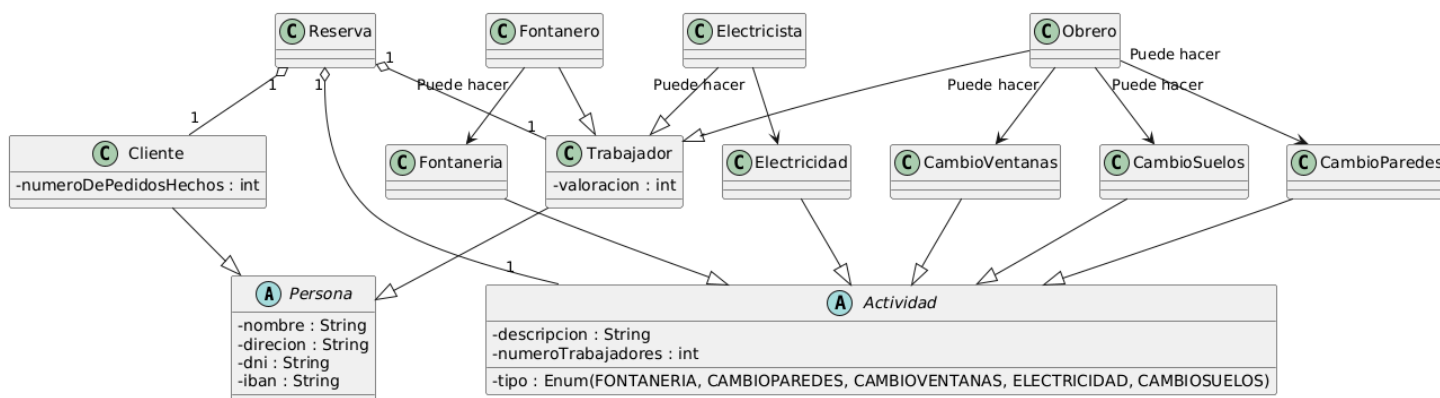 C Reserva
C Fontanero
C Electricista
C Obrero
1
1
1
Puede hacer
Puede hacer
Puede hacer
Puede hacer
Puede hacer
1
1
C Cliente
-numeroDePedidosHechos : int
C Fontaneria
C Trabajador
-valoracion : int
C Electricidad
C CambioVentanas
C CambioSuelos
C CambioParedes
1
A Persona
-nombre : String
-direcion : String
-dni : String
-iban : String
A Actividad
-descripcion : String
-numeroTrabajadores : int
-tipo : Enum(FONTANERIA, CAMBIOPAREDES, CAMBIOVENTANAS, ELECTRICIDAD, CAMBIOSUELOS)